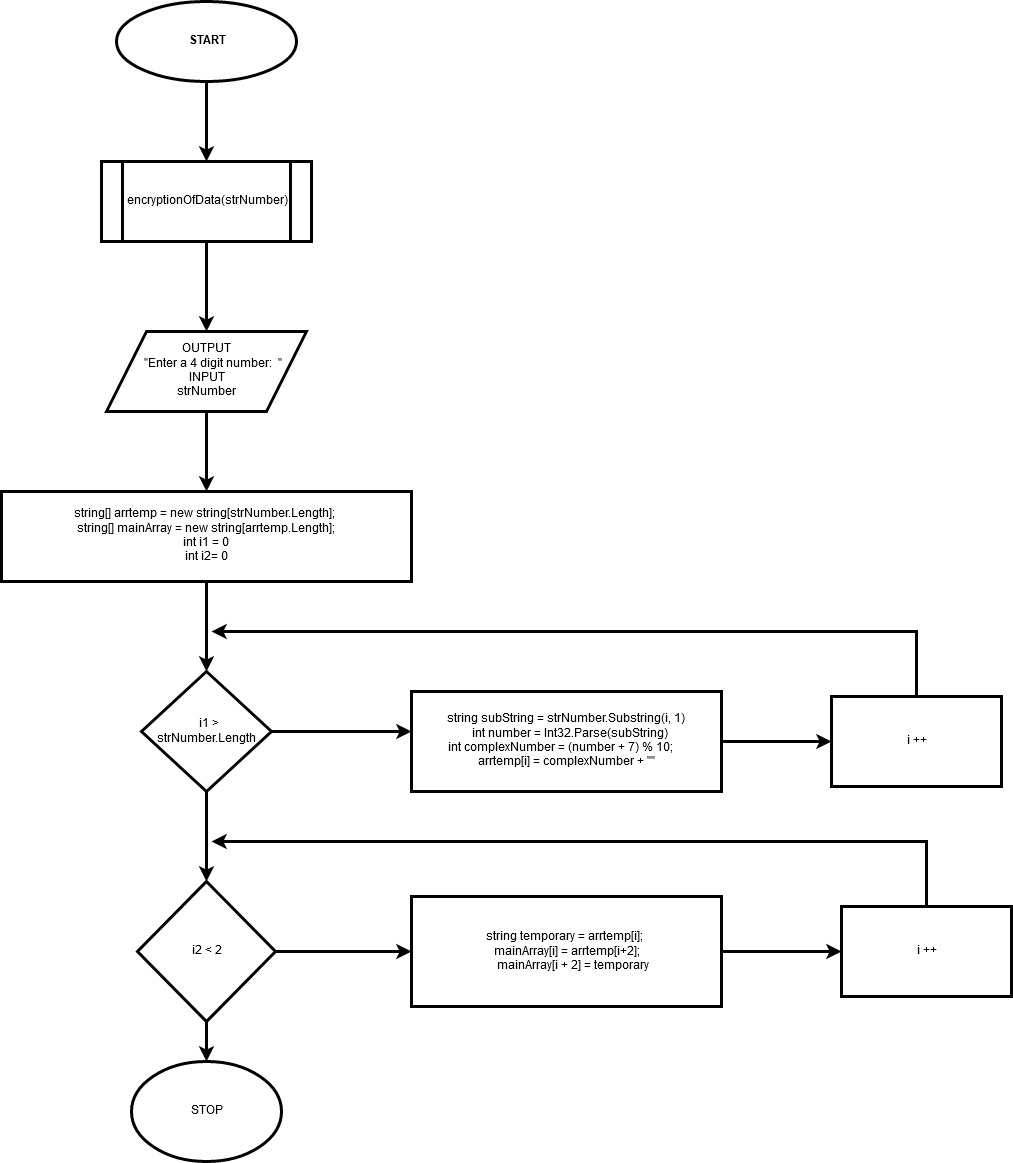 START
encryptionOfData(strNumber)
OUTPUT
"Enter a 4 digit number:  "
INPUT
strNumber
string[] arrtemp = new string[strNumber.Length];
string[] mainArray = new string[arrtemp.Length];
int i1 = 0
int i2= 0
i1 >
strNumber.Length
string subString = strNumber.Substring(i, 1)
int number = Int32.Parse(subString)
int complexNumber = (number + 7) % 10;
arrtemp[i] = complexNumber + ""
i ++
i2 < 2
string temporary = arrtemp[i];
mainArray[i] = arrtemp[i+2];
mainArray[i + 2] = temporary
i ++
STOP